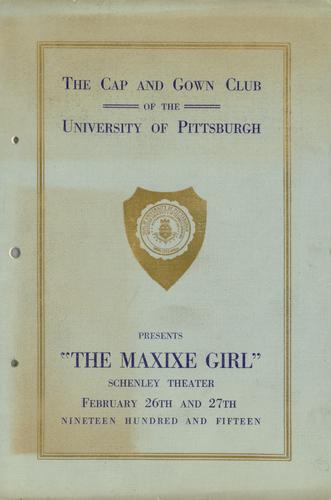 The Cap and Gown Club
of the
University of Pittsburgh
PRESENTS
"THE MAXIXE GIRL"
SCHENLEY THEATER
February 26th and 27th
NINETEEN HUNDRED AND FIFTEEN